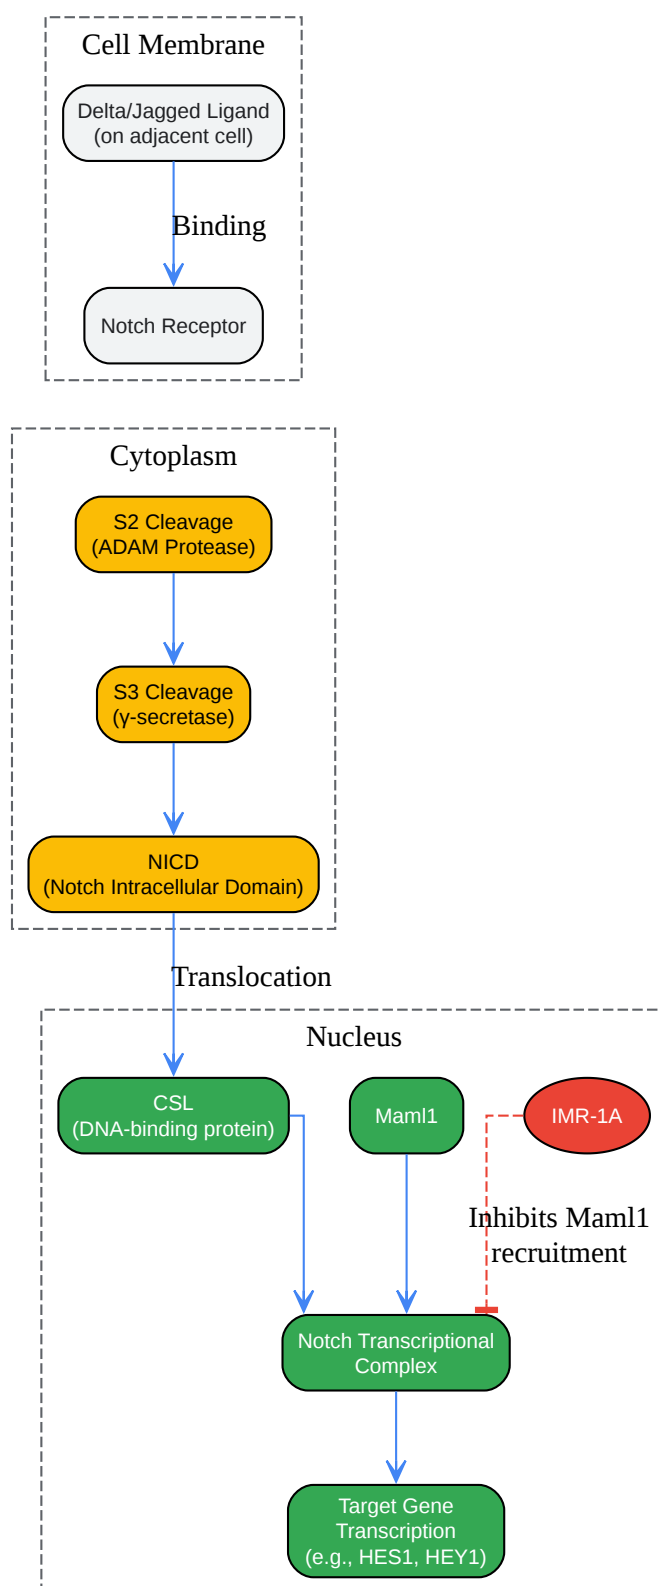 Cell Membrane
Delta/Jagged Ligand
(on adjacent cell)
Binding
Notch Receptor
Cytoplasm
S2 Cleavage
(ADAM Protease)
S3 Cleavage
(γ-secretase)
NICD
(Notch Intracellular Domain)
Translocation
Nucleus
CSL
(DNA-binding protein)
Maml1
IMR-1A
Inhibits Maml1
recruitment
Notch Transcriptional
Complex
Target Gene
Transcription
(e.g., HES1, HEY1)